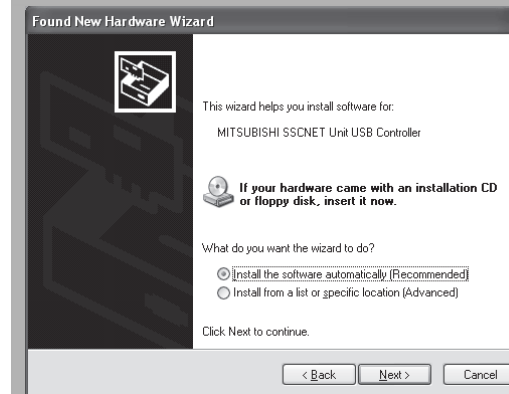 Found New Hardware Wizard
This wizard helps you install software for:
MITSUBISHI SSCNET Unit USB Controller
If your hardware came with an installation CD
or floppy disk, insert it now.
What do you want the wizard to do?
Install the software automatically (Recommended)
Install from a list or specific location (Advanced)
Click Next to continue.
< Back Next > Cancel